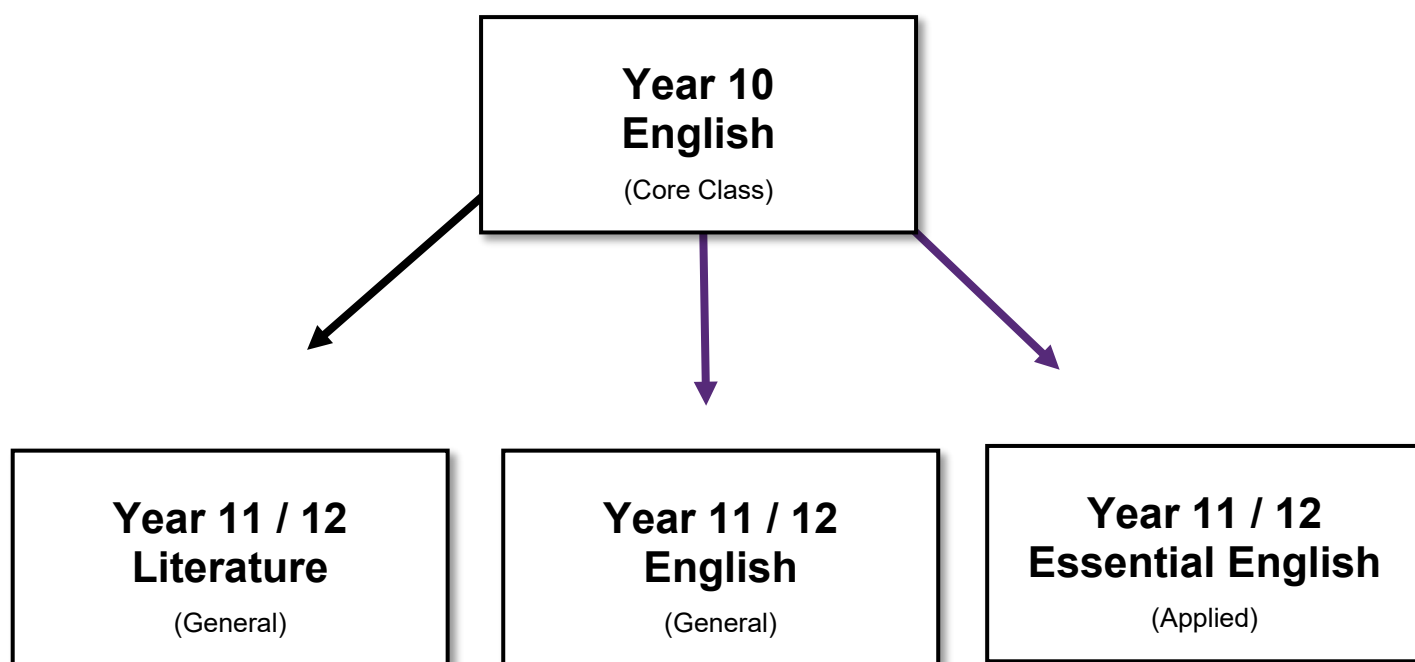 Year 10
English
(Core Class)
Year 11 / 12
Literature
(General)
Year 11 / 12
English
(General)
Year 11 / 12
Essential English
(Applied)